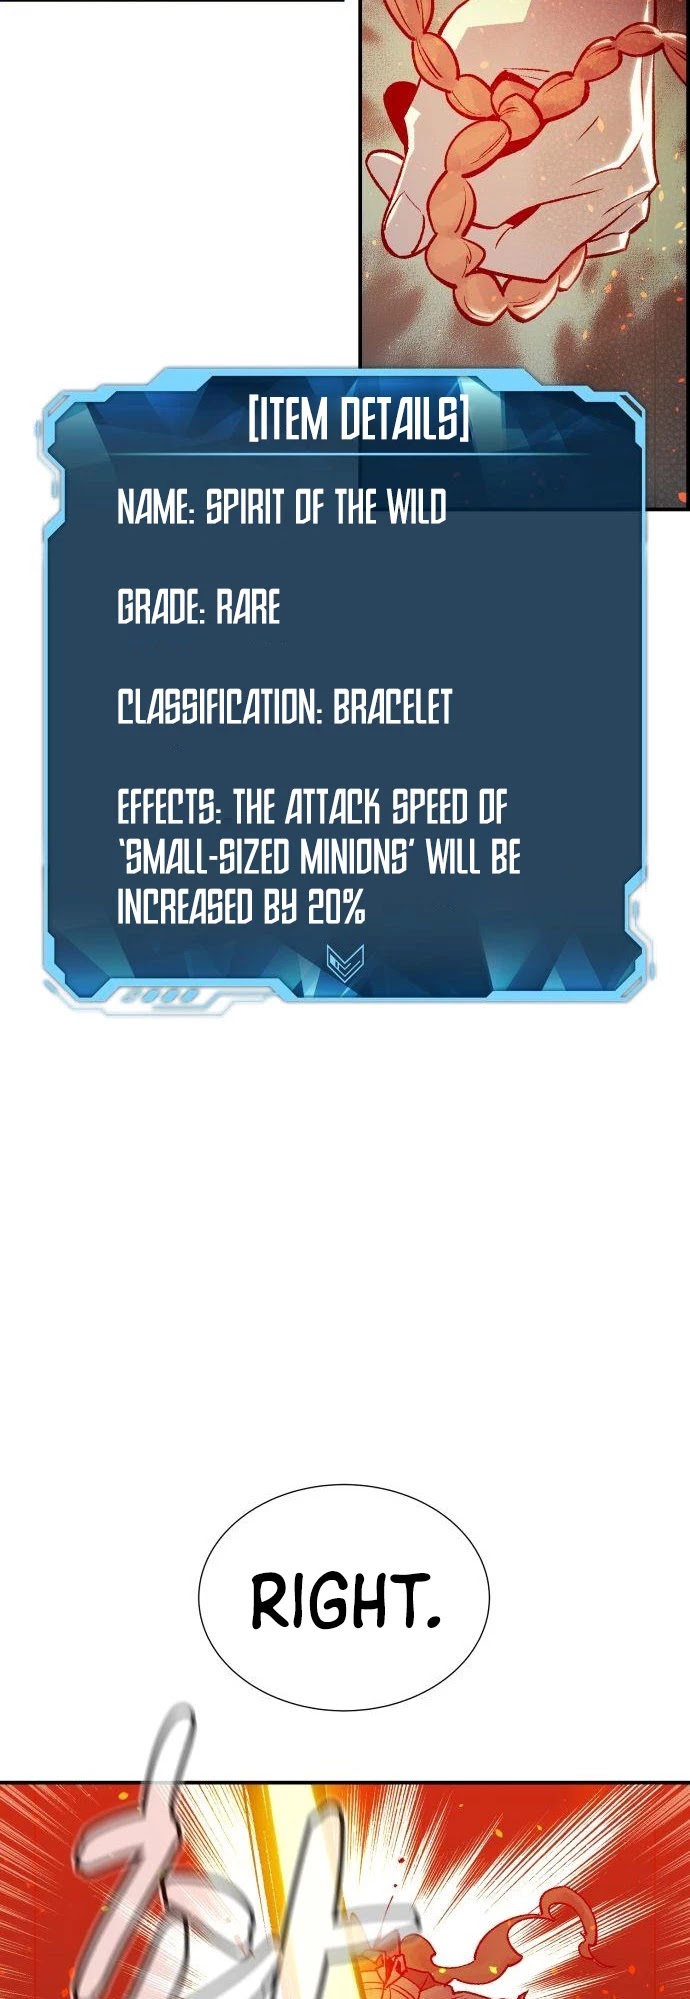 [ITEM DETAILS]
NAME: SPIRIT OF THE WILD
GRADE: RARE
CLASSIFICATION: BRACELET
EFFECTS: THE ATTACK SPEED OF
'SMALL-SIZED MINIONS' WILL BE
INCREASED BY 20%
RIGHT.